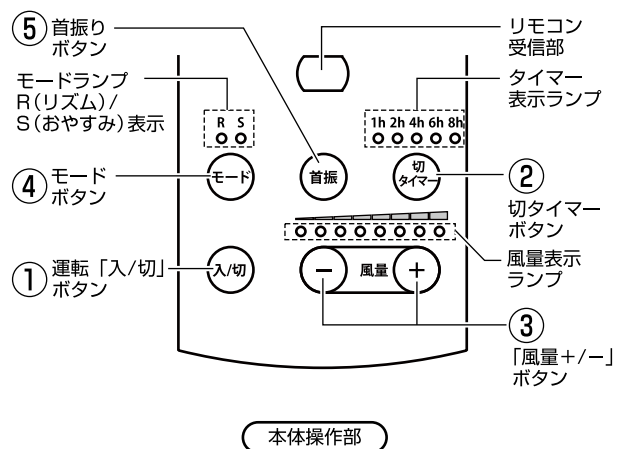 ⑤ 首振り
ボタン
リモコン
受信部
モードランプ
R(リズム)/
S(おやすみ)表示
タイマー
表示ランプ
R S
1h 2h 4h 6h 8h
④ モード
ボタン
モード
首振
切
タイマー
②
切タイマー
ボタン
① 運転「入/切」
ボタン
入/切
− 風量 +
風量表示
ランプ
③
「風量+/−」
ボタン
本体操作部